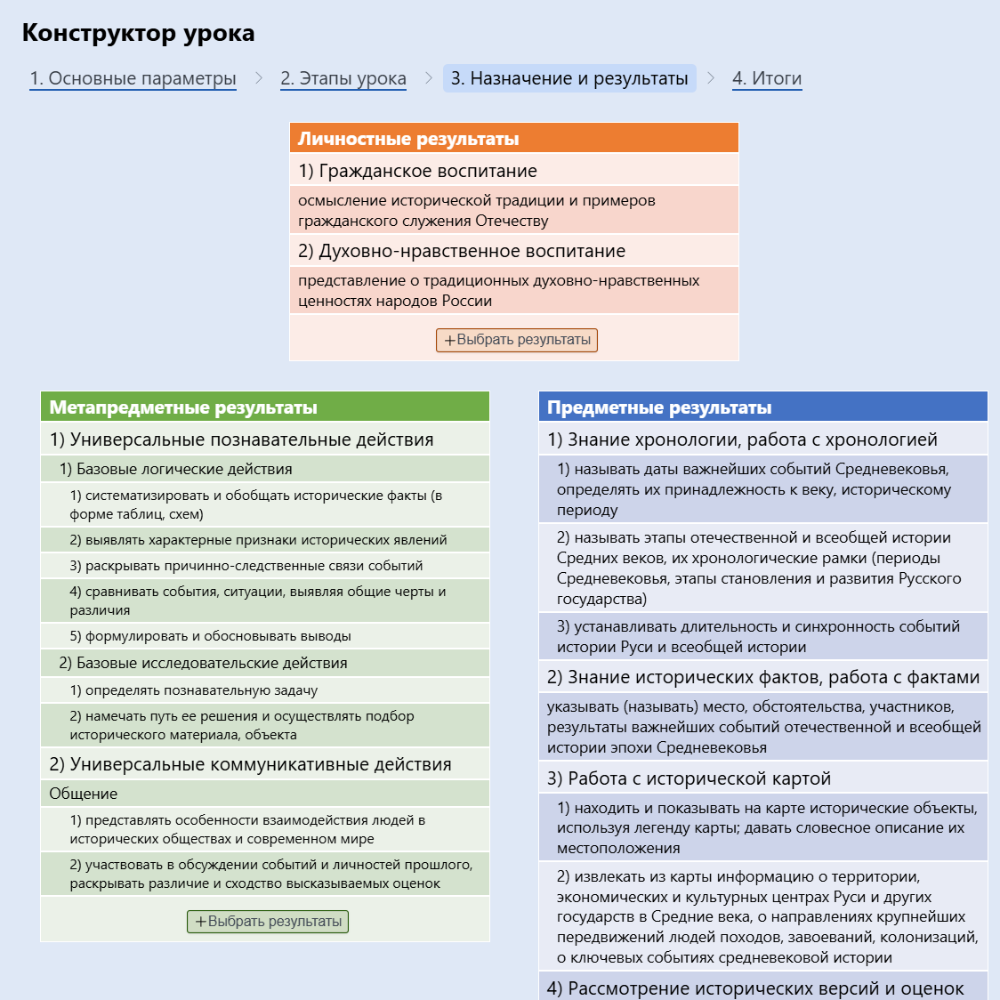 Конструктор урока
1. Основные параметры
2. Этапы урока
3. Назначение и результаты
4. Итоги
Личностные результаты
1) Гражданское воспитание
осмысление исторической традиции и примеров
гражданского служения Отечеству
2) Духовно-нравственное воспитание
представление о традиционных духовно-нравственных
ценностях народов России
+Выбрать результаты
Метапредметные результаты
1) Универсальные познавательные действия
1) Базовые логические действия
1) систематизировать и обобщать исторические факты (в
форме таблиц, схем)
2) выявлять характерные признаки исторических явлений
3) раскрывать причинно-следственные связи событий
4) сравнивать события, ситуации, выявляя общие черты и
различия
5) формулировать и обосновывать выводы
2) Базовые исследовательские действия
1) определять познавательную задачу
2) намечать путь ее решения и осуществлять подбор
исторического материала, объекта
2) Универсальные коммуникативные действия
Общение
1) представлять особенности взаимодействия людей в
исторических обществах и современном мире
2) участвовать в обсуждении событий и личностей прошлого,
раскрывать различие и сходство высказываемых оценок
+Выбрать результаты
Предметные результаты
1) Знание хронологии, работа с хронологией
1) называть даты важнейших событий Средневековья,
определять их принадлежность к веку, историческому
периоду
2) называть этапы отечественной и всеобщей истории
Средних веков, их хронологические рамки (периоды
Средневековья, этапы становления и развития Русского
государства)
3) устанавливать длительность и синхронность событий
истории Руси и всеобщей истории
2) Знание исторических фактов, работа с фактами
указывать (называть) место, обстоятельства, участников,
результаты важнейших событий отечественной и всеобщей
истории эпохи Средневековья
3) Работа с исторической картой
1) находить и показывать на карте исторические объекты,
используя легенду карты; давать словесное описание их
местоположения
2) извлекать из карты информацию о территории,
экономических и культурных центрах Руси и других
государств в Средние века, о направлениях крупнейших
передвижений людей походов, завоеваний, колонизаций,
о ключевых событиях средневековой истории
4) Рассмотрение исторических версий и оценок